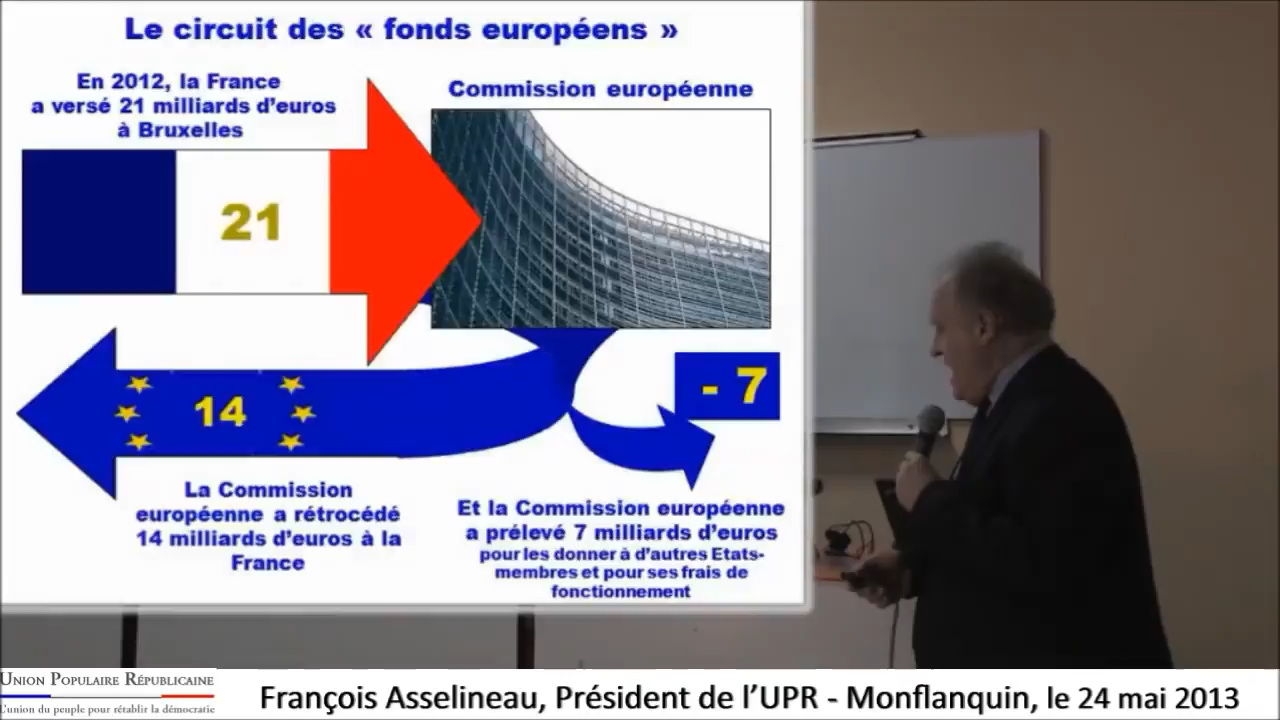 Le circuit des « fonds européens »
En 2012, la France
a versé 21 milliards d'euros
à Bruxelles
Commission européenne
21
14
- 7
La Commission
européenne a rétrocédé
14 milliards d'euros à la
France
Et la Commission européenne
a prélevé 7 milliards d'euros
pour les donner à d'autres Etats-
membres et pour ses frais de
fonctionnement
UNION POPULAIRE RÉPUBLICAINE
L'union du peuple pour rétablir la démocratie
François Asselineau, Président de l'UPR - Monflanquin, le 24 mai 2013